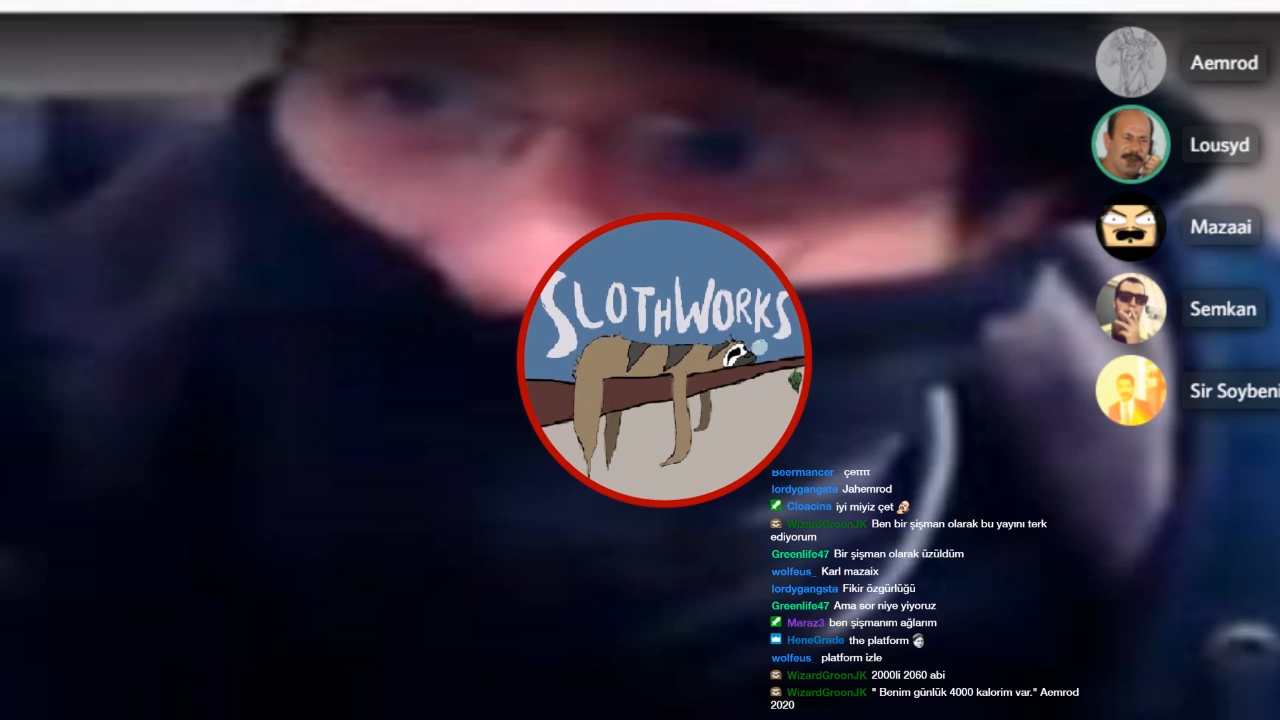 Aemrod
Lousyd
Mazaai
Semkan
Sir Soybeni
SLOTHWORKS
Beermancer çettttt
lordygangsta Jahemrod
Cloacina iyi miyiz çet
WizardGroonJK Ben bir şişman olarak bu yayını terk
ediyorum
Greenlife47 Bir şişman olarak üzüldüm
wolfeus_ Karl mazaix
lordygangsta Fikir özgürlüğü
Greenlife47 Ama sor niye yiyoruz
Maraz3 ben şişmanım ağlarım
HeneGrade the platform
wolfeus_ platform izle
WizardGroonJK 2000li 2060 abi
WizardGroonJK " Benim günlük 4000 kalorim var." Aemrod
2020